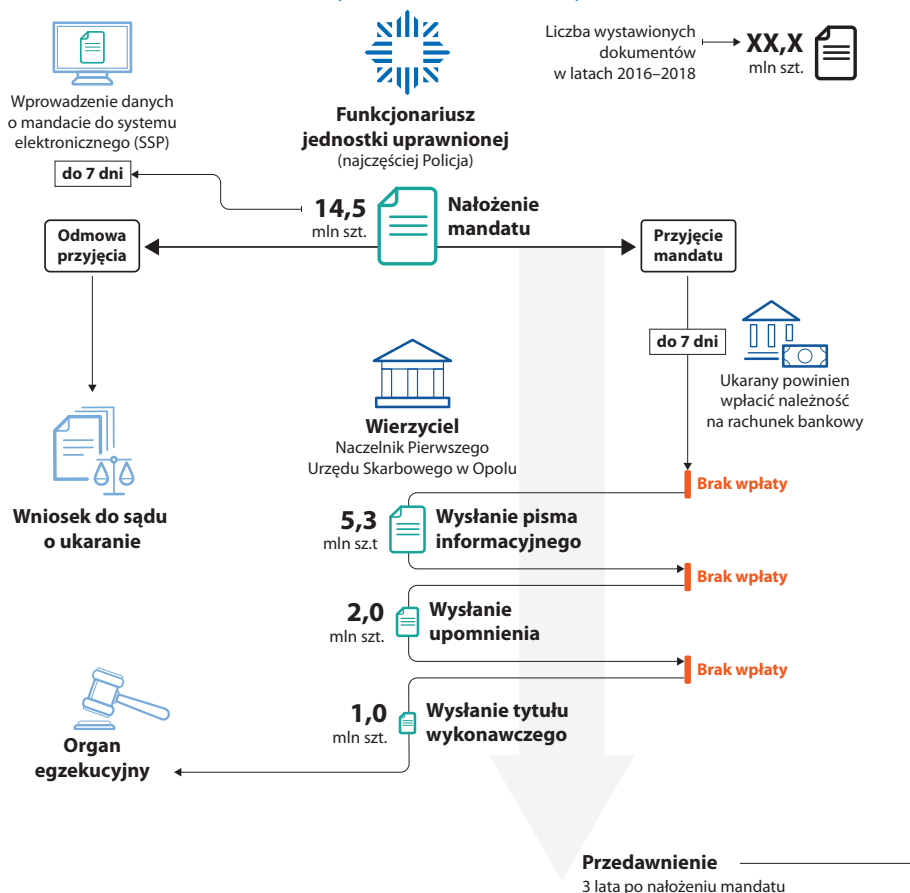 Liczba wystawionych
dokumentów
w latach 2016–2018
XX,X
mln szt.
Wprowadzenie danych
o mandacie do systemu
elektronicznego (SSP)
do 7 dni
Funkcjonariusz
jednostki uprawnionej
(najczęściej Policja)
14,5
mln szt.
Nałożenie
mandatu
Odmowa
przyjęcia
Przyjęcie
mandatu
do 7 dni
Ukarany powinien
wpłacić należność
na rachunek bankowy
Wierzyciel
Naczelnik Pierwszego
Urzędu Skarbowego w Opolu
Wniosek do sądu
o ukaranie
Brak wpłaty
5,3
mln sz.t
Wysłanie pisma
informacyjnego
Brak wpłaty
2,0
mln szt.
Wysłanie
upomnienia
Brak wpłaty
1,0
mln szt.
Wysłanie tytułu
wykonawczego
Organ
egzekucyjny
Przedawnienie
3 lata po nałożeniu mandatu